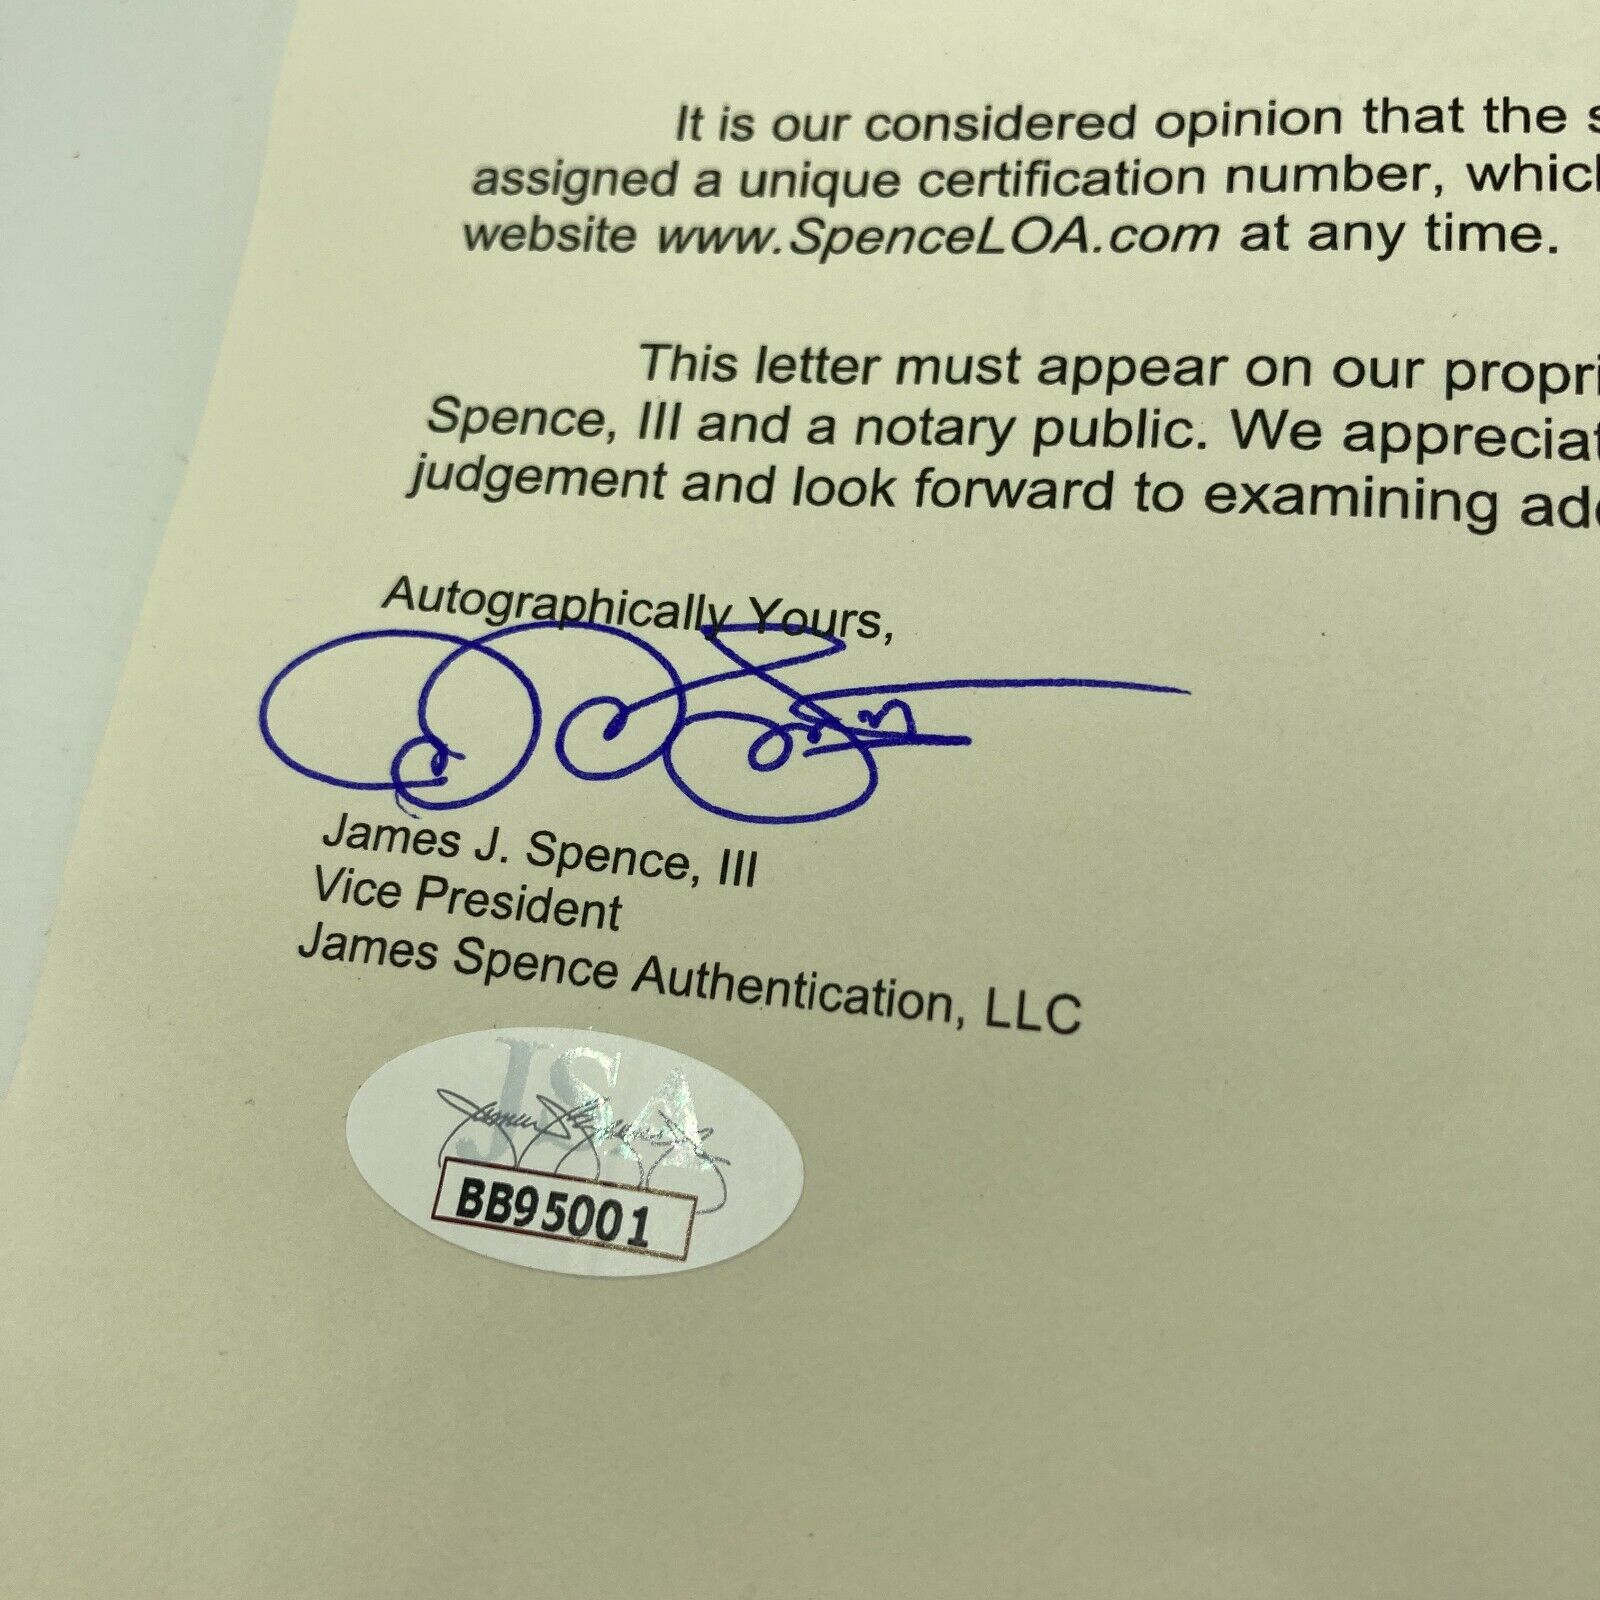 It is our considered opinion that the s
assigned a unique certification number, which
website www.SpenceLOA.com at any time.
This letter must appear on our propri
Spence, III and a notary public. We appreciat
judgement and look forward to examining add
Autographically Yours,
James J. Spence, III
Vice President
James Spence Authentication, LLC
JSA
BB95001